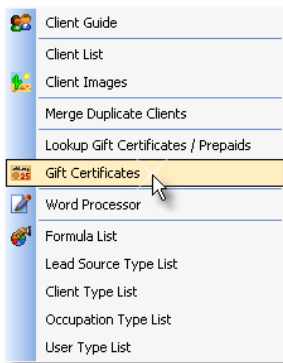 Client Guide
Client List
Client Images
Merge Duplicate Clients
Lookup Gift Certificates / Prepaids
25 Gift Certificates
Word Processor
Formula List
Lead Source Type List
Client Type List
Occupation Type List
User Type List